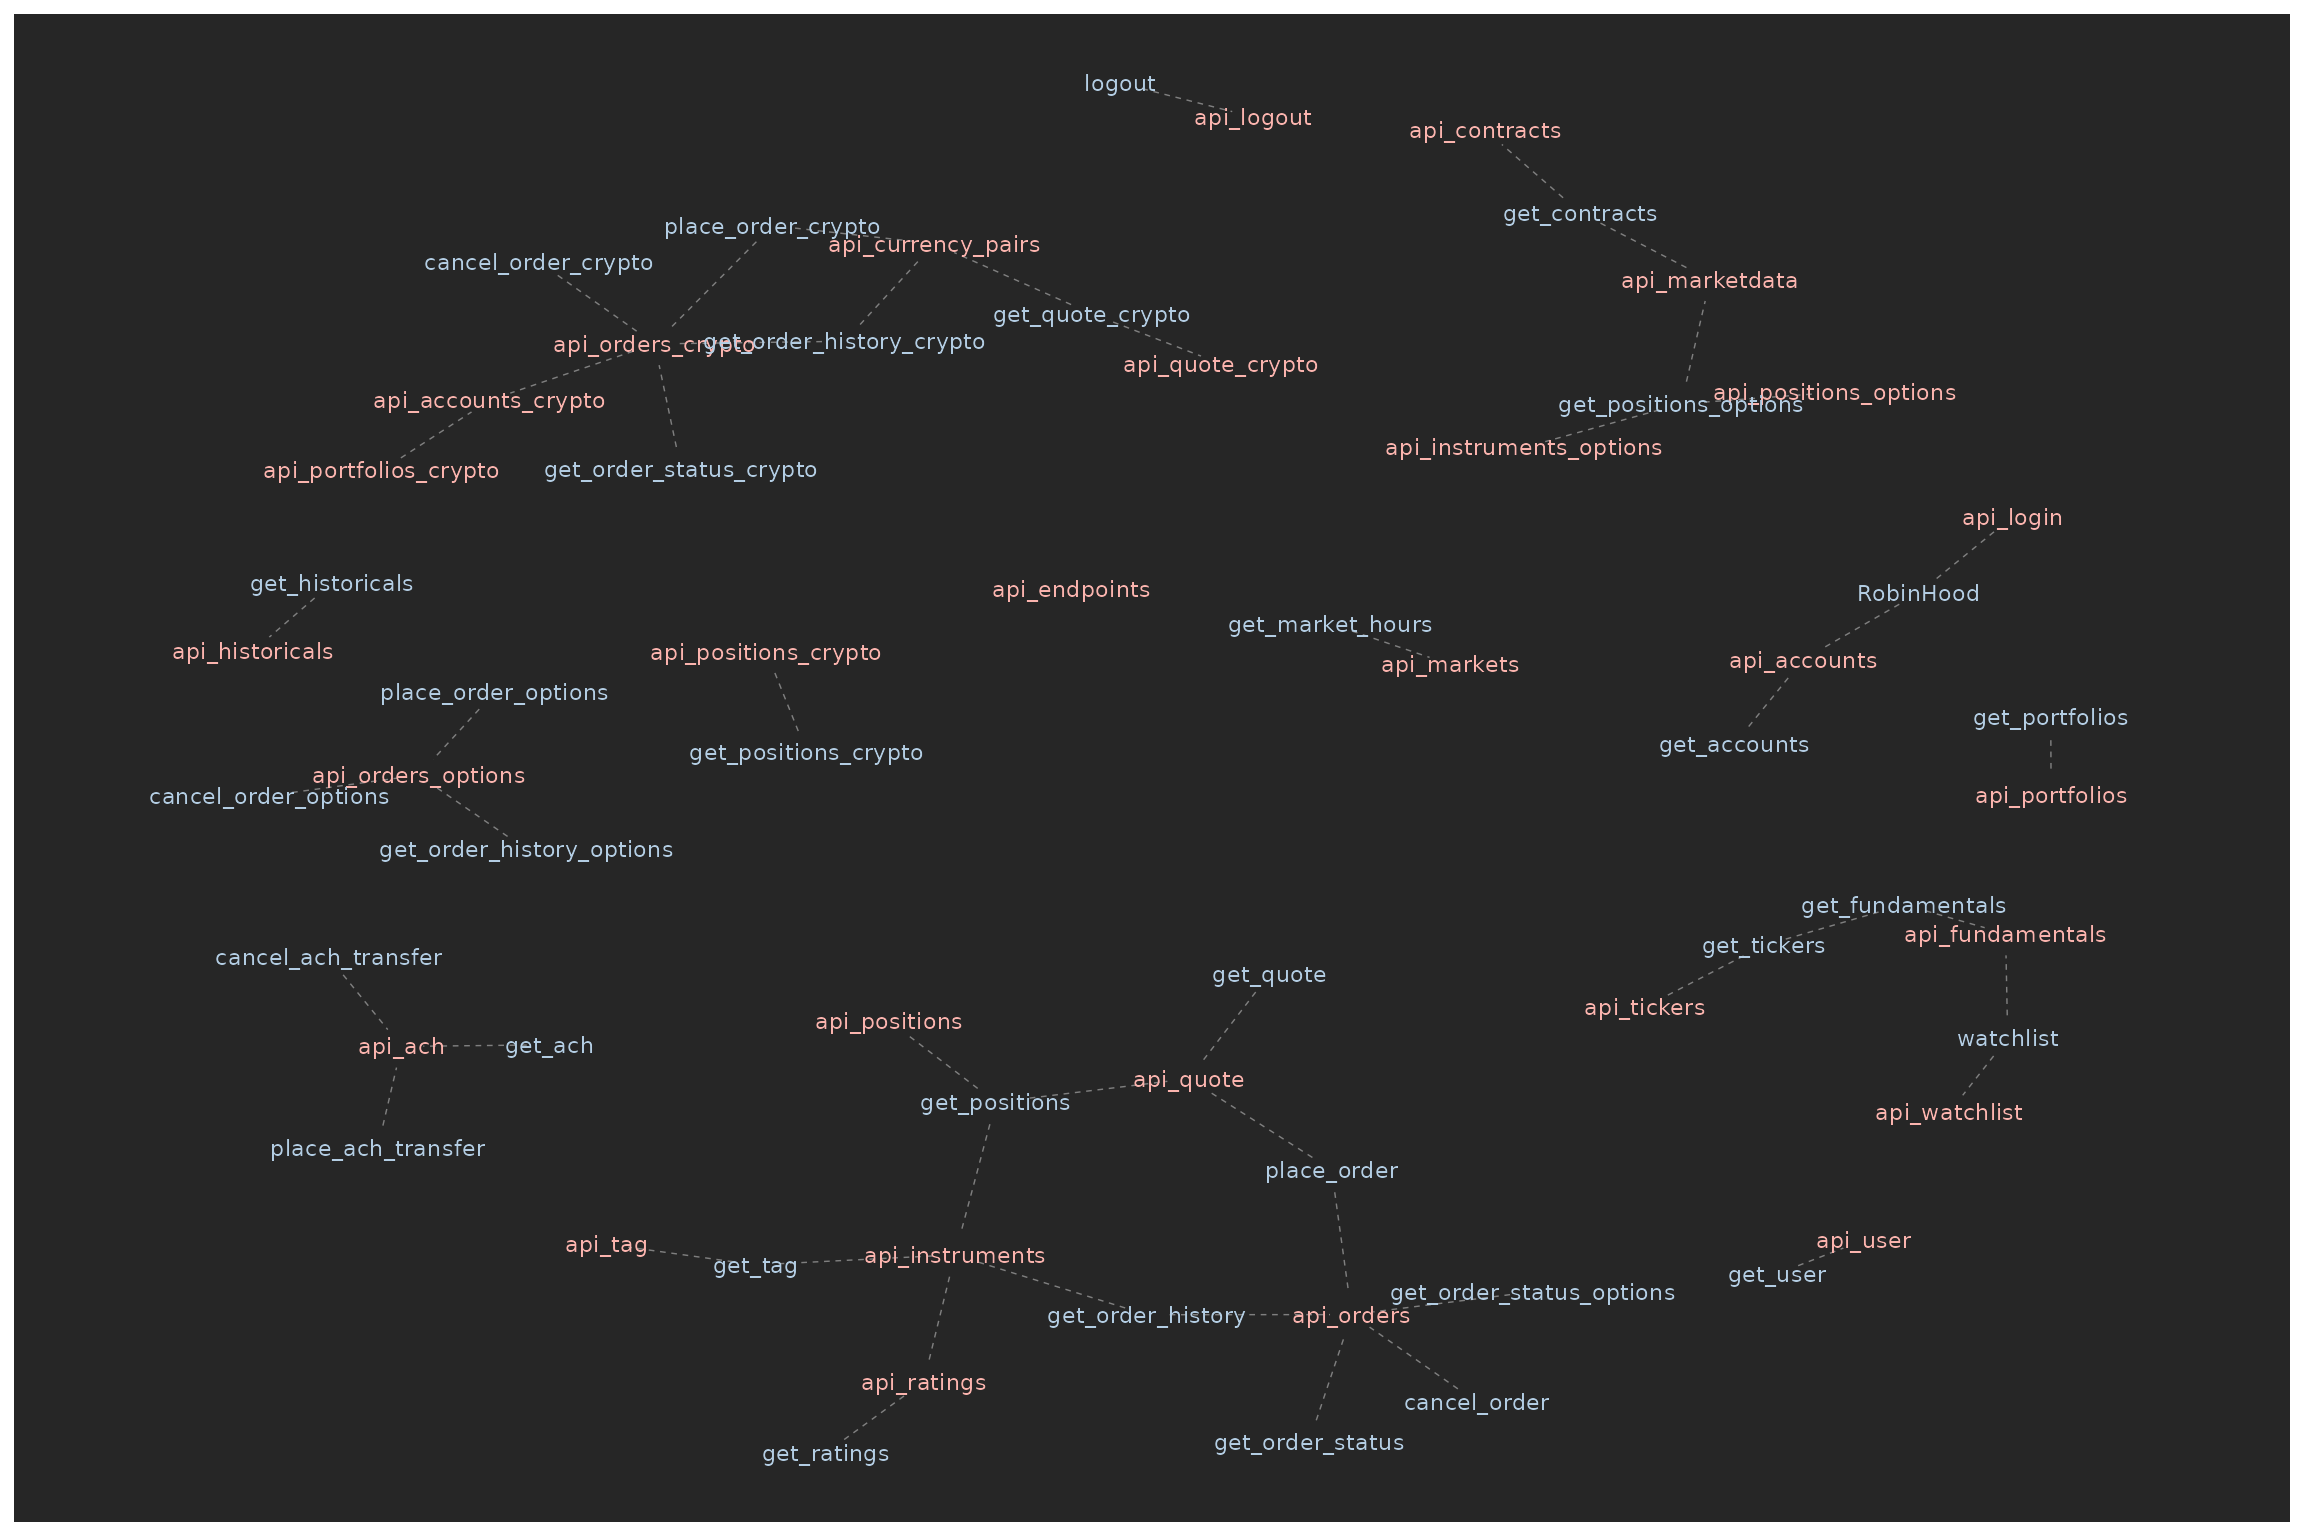 logout
api_logout
api_contracts
get_contracts
place_order_crypto
api_currency_pairs
cancel_order_crypto
api_marketdata
get_quote_crypto
get_order_history_crypto
api_orders_crypto
api_quote_crypto
api_positions_options
api_accounts_crypto
get_positions_options
api_instruments_options
get_order_status_crypto
api_portfolios_crypto
api_login
get_historicals
api_endpoints
RobinHood
get_market_hours
api_historicals
api_positions_crypto
api_accounts
api_markets
place_order_options
get_portfolios
get_accounts
get_positions_crypto
api_orders_options
api_portfolios
cancel_order_options
get_order_history_options
get_fundamentals
api_fundamentals
get_tickers
cancel_ach_transfer
get_quote
api_tickers
api_positions
watchlist
get_ach
api_ach
api_quote
get_positions
api_watchlist
place_ach_transfer
place_order
api_user
api_tag
api_instruments
get_tag
get_user
get_order_status_options
get_order_history
api_orders
api_ratings
cancel_order
get_order_status
get_ratings